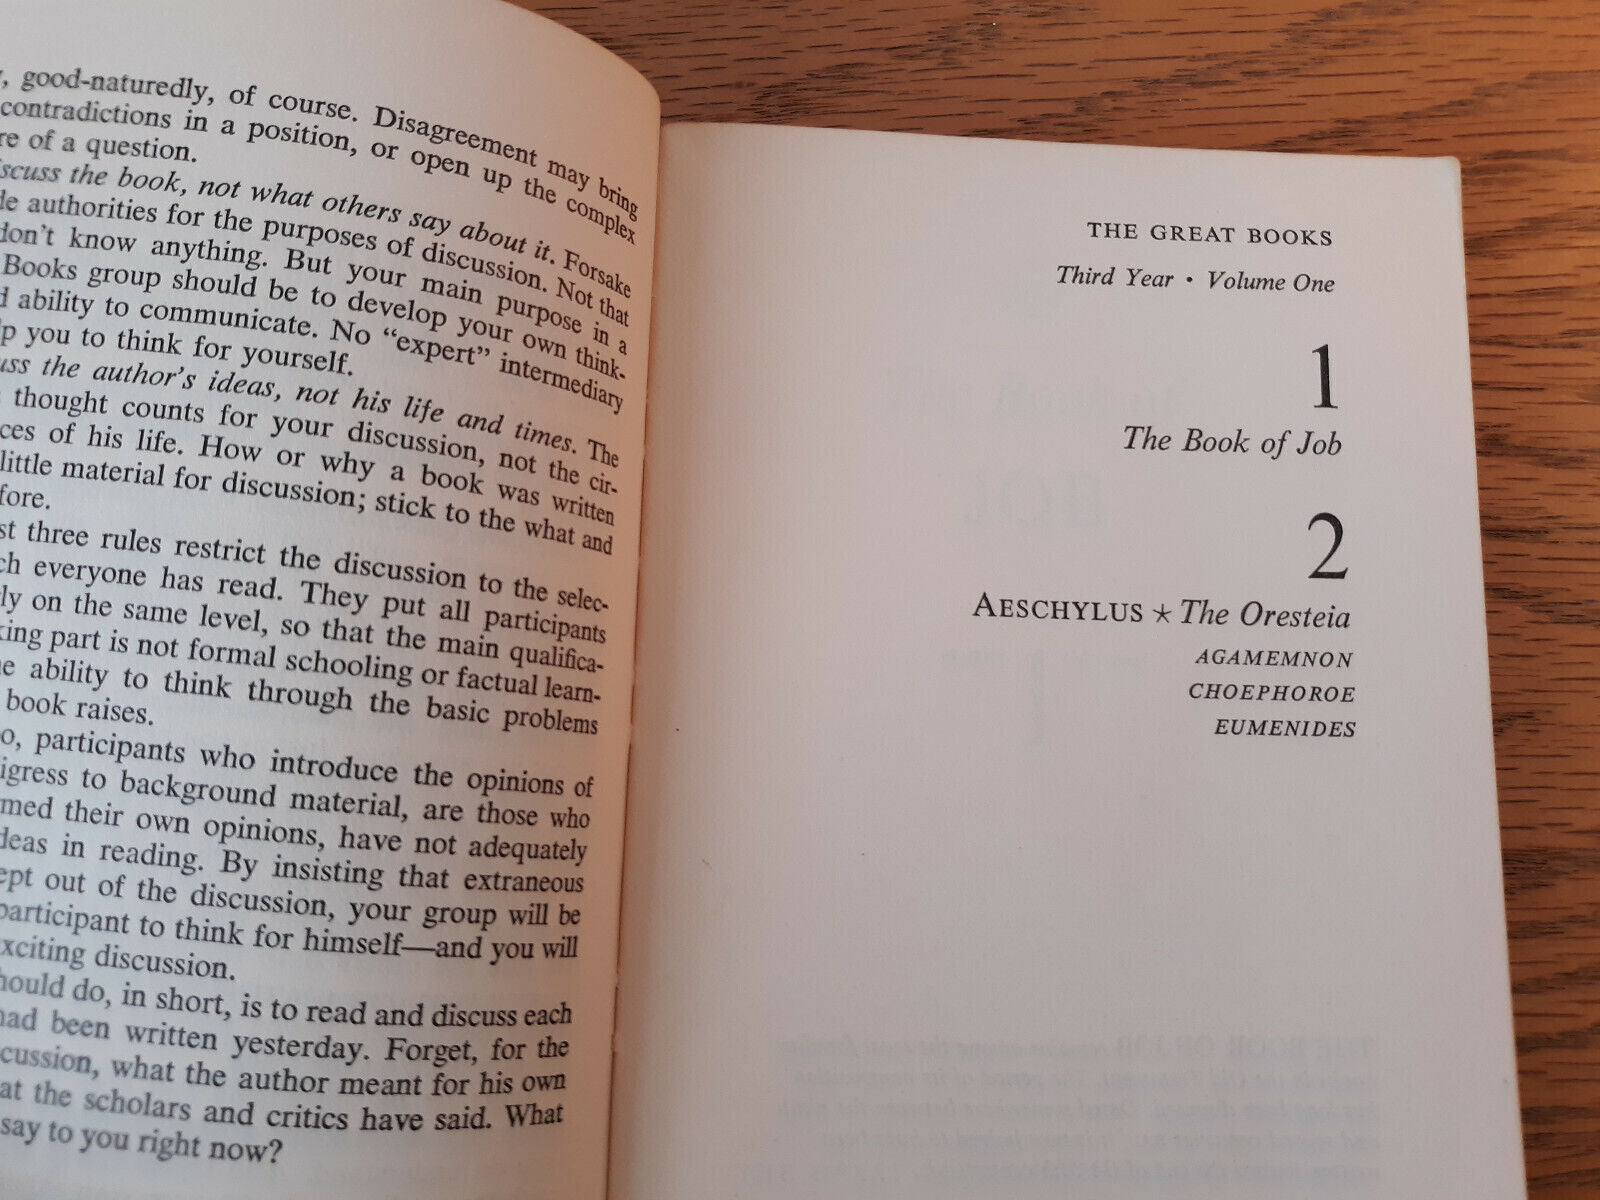 , good-naturedly, of course. Disagreement may bring
contradictions in a position, or open up the complex
re of a question.
scuss the book, not what others say about it. Forsake
de authorities for the purposes of discussion. Not that
don't know anything. But your main purpose in a
Books group should be to develop your own think-
d ability to communicate. No “expert” intermediary
lp you to think for yourself.
uss the author's ideas, not his life and times. The
thought counts for your discussion, not the cir-
ces of his life. How or why a book was written
little material for discussion; stick to the what and
fore.
st three rules restrict the discussion to the selec-
ch everyone has read. They put all participants
ly on the same level, so that the main qualifica-
king part is not formal schooling or factual learn-
e ability to think through the basic problems
book raises.
o, participants who introduce the opinions of
igress to background material, are those who
med their own opinions, have not adequately
deas in reading. By insisting that extraneous
ept out of the discussion, your group will be
participant to think for himself—and you will
xciting discussion.
hould do, in short, is to read and discuss each
had been written yesterday. Forget, for the
cussion, what the author meant for his own
at the scholars and critics have said. What
say to you right now?
THE GREAT BOOKS
Third Year • Volume One
1
The Book of Job
2
AESCHYLUS ★ The Oresteia
AGAMEMNON
CHOEPHOROE
EUMENIDES